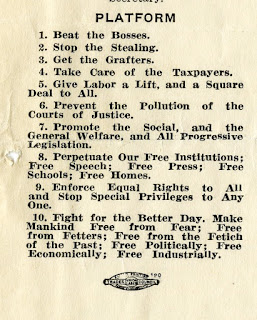 Secretary.
PLATFORM
1. Beat the Bosses.
2. Stop the Stealing.
3. Get the Grafters.
4. Take Care of the Taxpayers.
5. Give Labor a Lift, and a Square
Deal to All.
6. Prevent the Pollution of the
Courts of Justice.
7. Promote the Social, and the
General Welfare, and All Progressive
Legislation.
8. Perpetuate Our Free Institutions;
Free Speech; Free Press; Free
Schools; Free Homes.
9. Enforce Equal Rights to All
and Stop Special Privileges to Any
One.
10. Fight for the Better Day. Make
Mankind Free from Fear; Free
from Fetters; Free from the Fetich
of the Past; Free Politically; Free
Economically; Free Industrially.